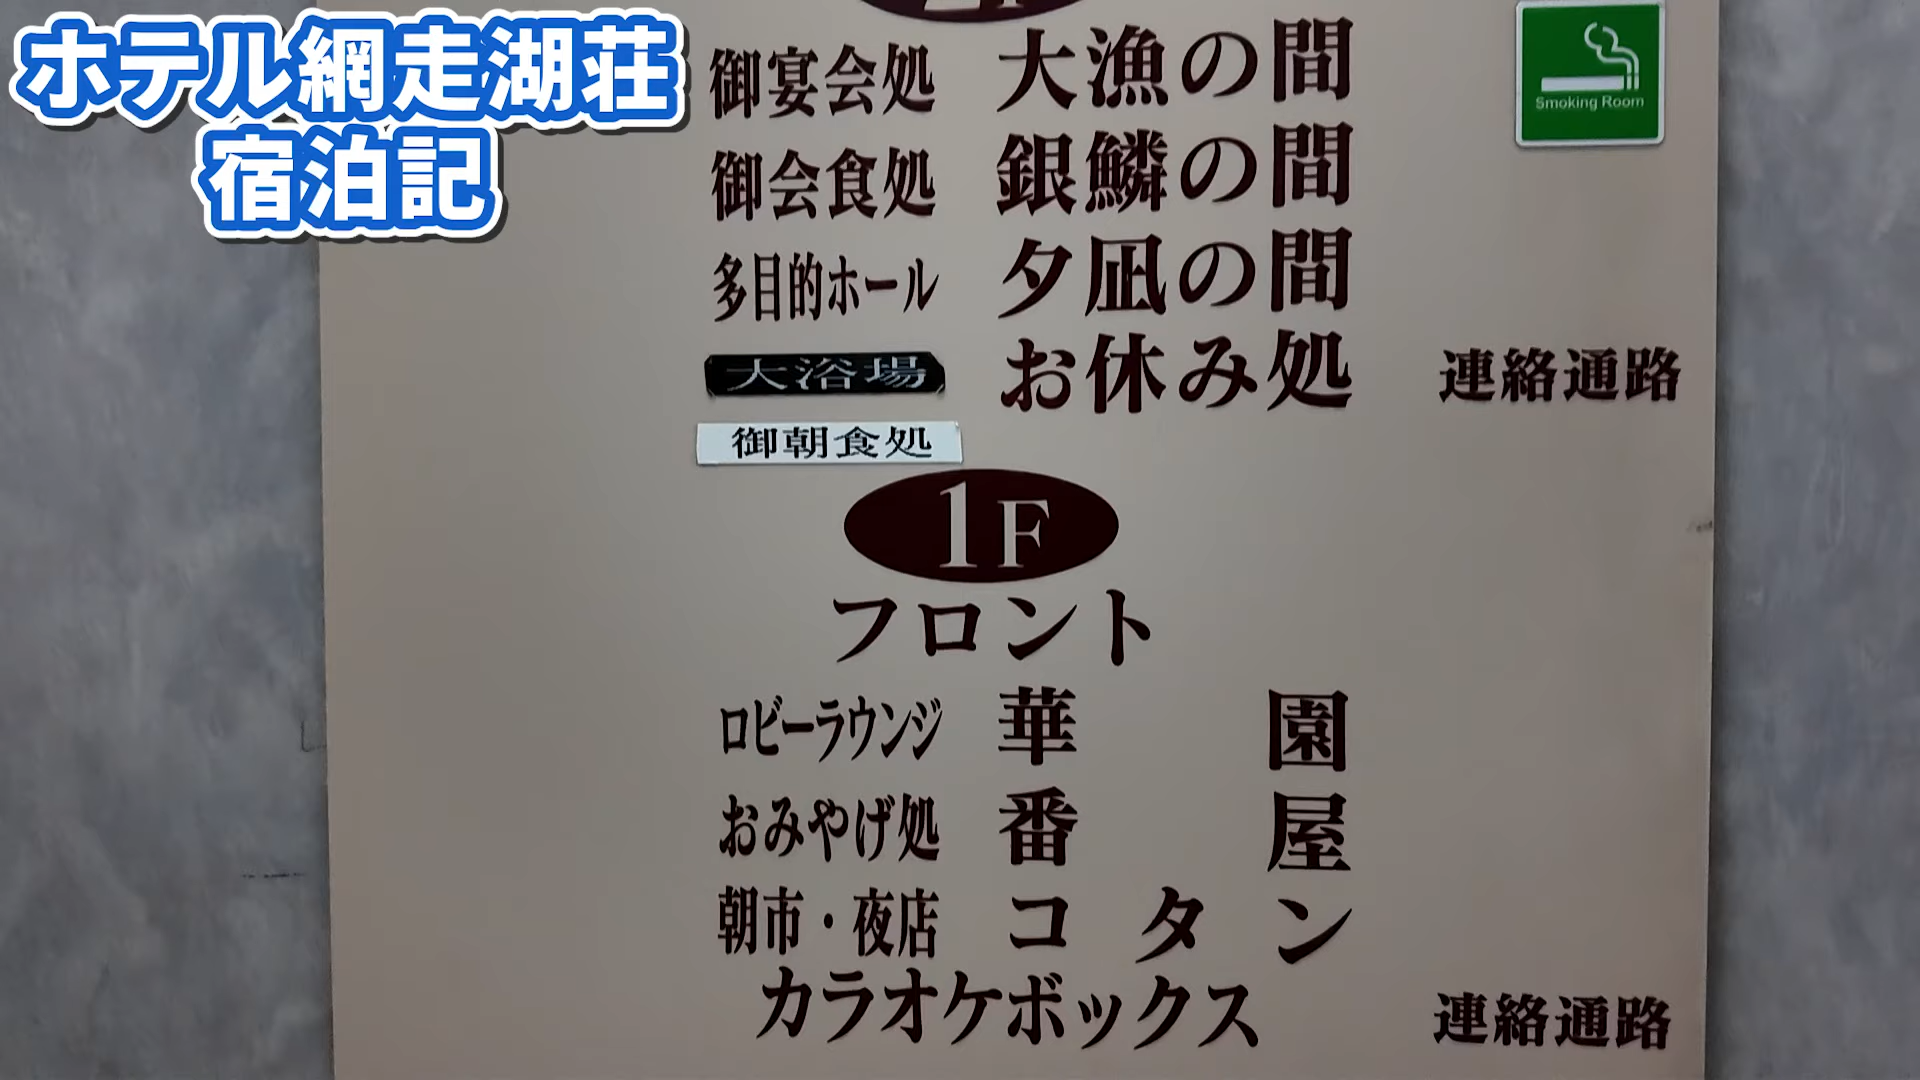 ホテル網走湖荘
宿泊記
御宴会処 大漁の間
Smoking Room
御会食処 銀鱗の間
多目的ホール 夕凪の間
大浴場 お休み処 連絡通路
御朝食処
1F
フロント
ロビーラウンジ 華園
おみやげ処 番屋
朝市・夜店 コタン
カラオケボックス 連絡通路